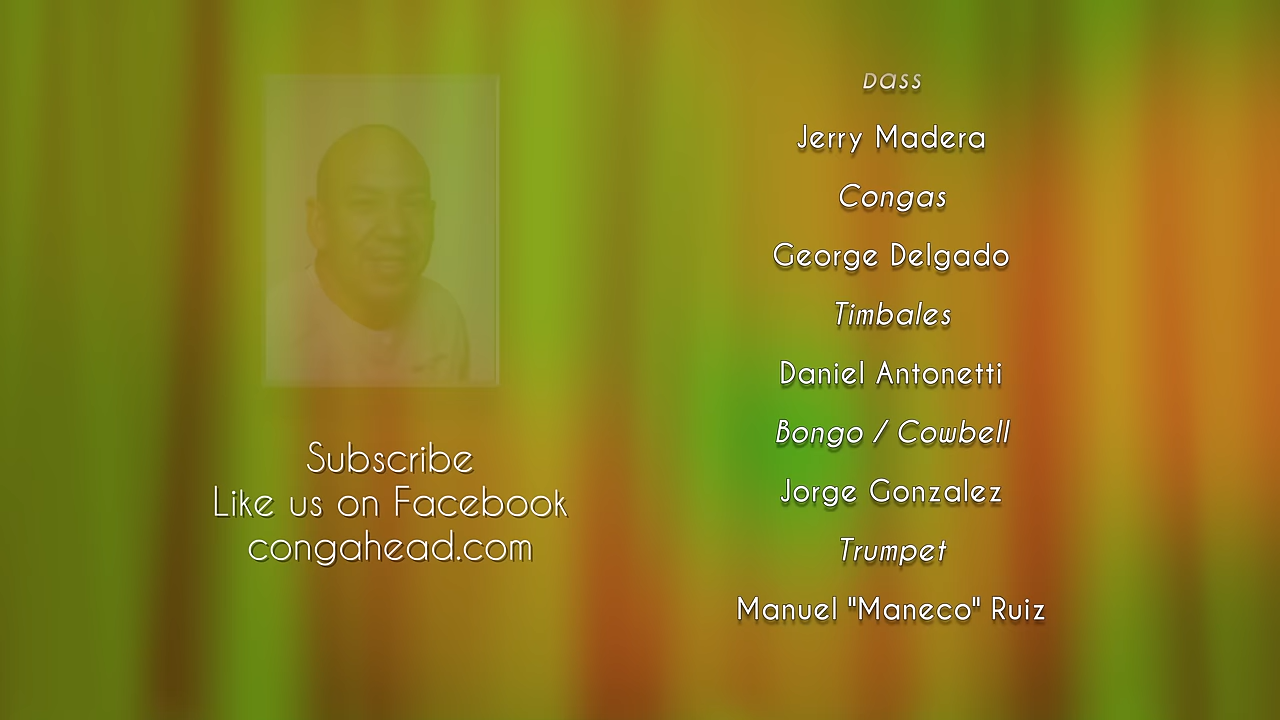 Subscribe
Like us on Facebook
congahead.com
Bass
Jerry Madera
Congas
George Delgado
Timbales
Daniel Antonetti
Bongo / Cowbell
Jorge Gonzalez
Trumpet
Manuel "Maneco" Ruiz